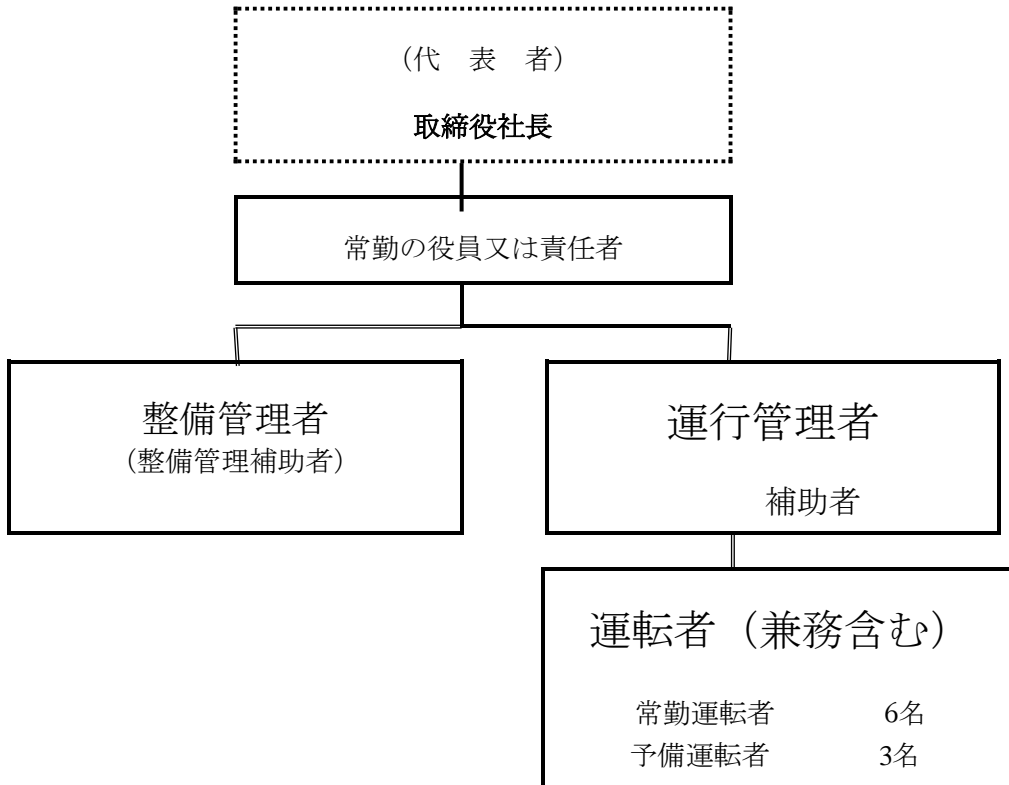 （代　表　者）
取締役社長
常勤の役員又は責任者
整備管理者
（整備管理補助者）
運行管理者
補助者
運転者（兼務含む）
常勤運転者　6名
予備運転者　3名